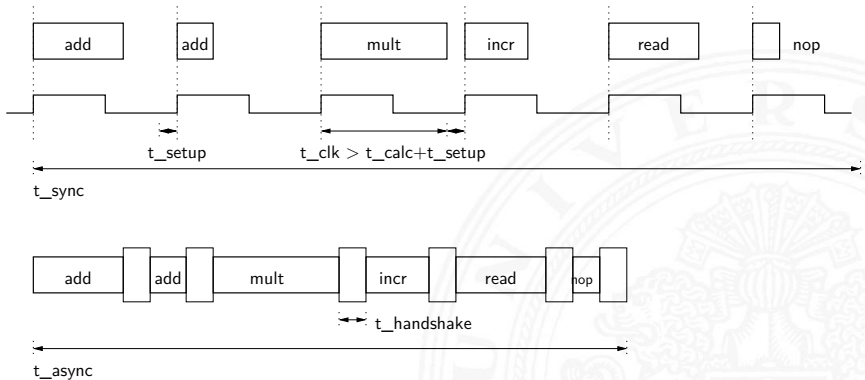 add add mult incr read nop
t_setup t_clk > t_calc+t_setup
t_sync
add add mult incr read nop
t_handshake
t_async
UNIVERS